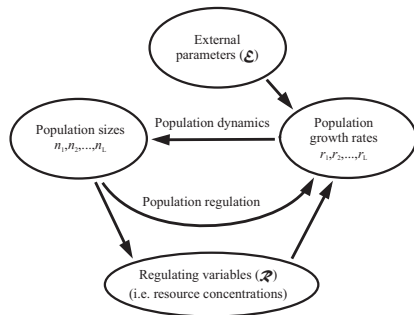 External
parameters (ℰ)
Population dynamics
Population sizes
n₁,n₂,...,n_L
Population
growth rates
r₁,r₂,...,r_L
Population regulation
Regulating variables (ℛ)
(i.e. resource concentrations)